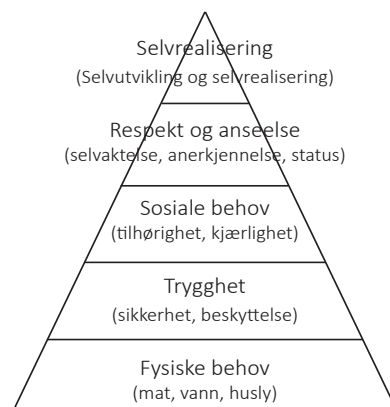 Selvrealisering
(Selvutvikling og selvrealisering)
Respekt og anseelse
(selvaktelse, anerkjennelse, status)
Sosiale behov
(tilhørighet, kjærlighet)
Trygghet
(sikkerhet, beskyttelse)
Fysiske behov
(mat, vann, husly)